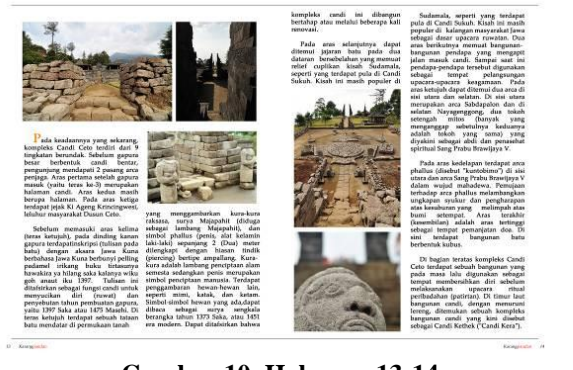 Pada keadaannya yang sekarang,
kompleks Candi Ceto terdiri dari 9
tingkatan berundak. Sebelum gapura
besar berbentuk candi bentar,
pengunjung mendapati 2 pasang arca
penjaga. Aras pertama setelah gapura
masuk (yaitu teras ke-3) merupakan
halaman candi. Aras kedua masih
berupa halaman. Pada aras ketiga
terdapat jejak Ki Ageng Krincingwesi,
leluhur masyarakat Dusun Ceto.
Sebelum memasuki aras kelima
(teras ketujuh), pada dinding kanan
gapura terdapatinskripsi (tulisan pada
batu) dengan aksara Jawa Kuna
berbahasa Jawa Kuna berbunyi pelling
padamel irikang buku tirtasunya
hawakira ya hilang saka kalanya wiku
goh anaut iku 1397. Tulisan ini
ditafsirkan sebagai fungsi candi untuk
menyucikan diri (ruwat) dan
penyebutan tahun pembuatan gapura,
yaitu 1397 Saka atau 1475 Masehi. Di
teras ketujuh terdapat sebuah tataan
batu mendatar di permukaan tanah
yang menggambarkan kura-kura
raksasa, surya Majapahit (diduga
sebagai lambang Majapahit), dan
simbol phallus (penis, alat kelamin
laki-laki) sepanjang 2 (Dua) meter
dilengkapi dengan hiasan tindik
(piercing) bertipe ampallang. Kura-
kura adalah lambang penciptaan alam
semesta sedangkan penis merupakan
simbol penciptaan manusia. Terdapat
penggambaran hewan-hewan lain,
seperti mimi, katak, dan ketam.
Simbol-simbol hewan yang ada,dapat
dibaca sebagai surya sengkala
berangka tahun 1373 Saka, atau 1451
era modern. Dapat ditafsirkan bahwa
kompleks candi ini dibangun
bertahap atau melalui beberapa kali
renovasi.
Pada aras selanjutnya dapat
ditemui jajaran batu pada dua
dataran bersebelahan yang memuat
relief cuplikan kisah Sudamala,
seperti yang terdapat pula di Candi
Sukuh. Kisah ini masih populer di
Sudamala, seperti yang terdapat
pula di Candi Sukuh. Kisah ini masih
populer di kalangan masyarakat Jawa
sebagai dasar upacara ruwatan. Dua
aras berikutnya memuat bangunan-
bangunan pendapa yang mengapit
jalan masuk candi. Sampai saat ini
pendapa-pendapa tersebut digunakan
sebagai tempat pelangsungan
upacara-upacara keagamaan. Pada
aras ketujuh dapat ditemui dua arca di
sisi utara dan selatan. Di sisi utara
merupakan arca Sabdapalon dan di
selatan Nayagenggong, dua tokoh
setengah mitos (banyak yang
menganggap sebetulnya keduanya
adalah tokoh yang sama) yang
diyakini sebagai abdi dan penasehat
spiritual Sang Prabu Brawijaya V.
Pada aras kedelapan terdapat arca
phallus (disebut "kuntobimo") di sisi
utara dan arca Sang Prabu Brawijaya V
dalam wujud mahadewa. Pemujaan
terhadap arca phallus melambangkan
ungkapan syukur dan pengharapan
atas kesuburan yang melimpah atas
bumi setempat. Aras terakhir
(kesembilan) adalah aras tertinggi
sebagai tempat pemanjatan doa. Di
sini terdapat bangunan batu
berbentuk kubus.
Di bagian teratas kompleks Candi
Ceto terdapat sebuah bangunan yang
pada masa lalu digunakan sebagai
tempat membersihkan diri sebelum
melaksanakan upacara ritual
peribadahan (patirtan). Di timur laut
bangunan candi, dengan menuruni
lereng, ditemukan sebuah kompleks
bangunan candi yang kini disebut
sebagai Candi Kethek ("Candi Kera").
13
14
Gambar 10. Halaman 13-14